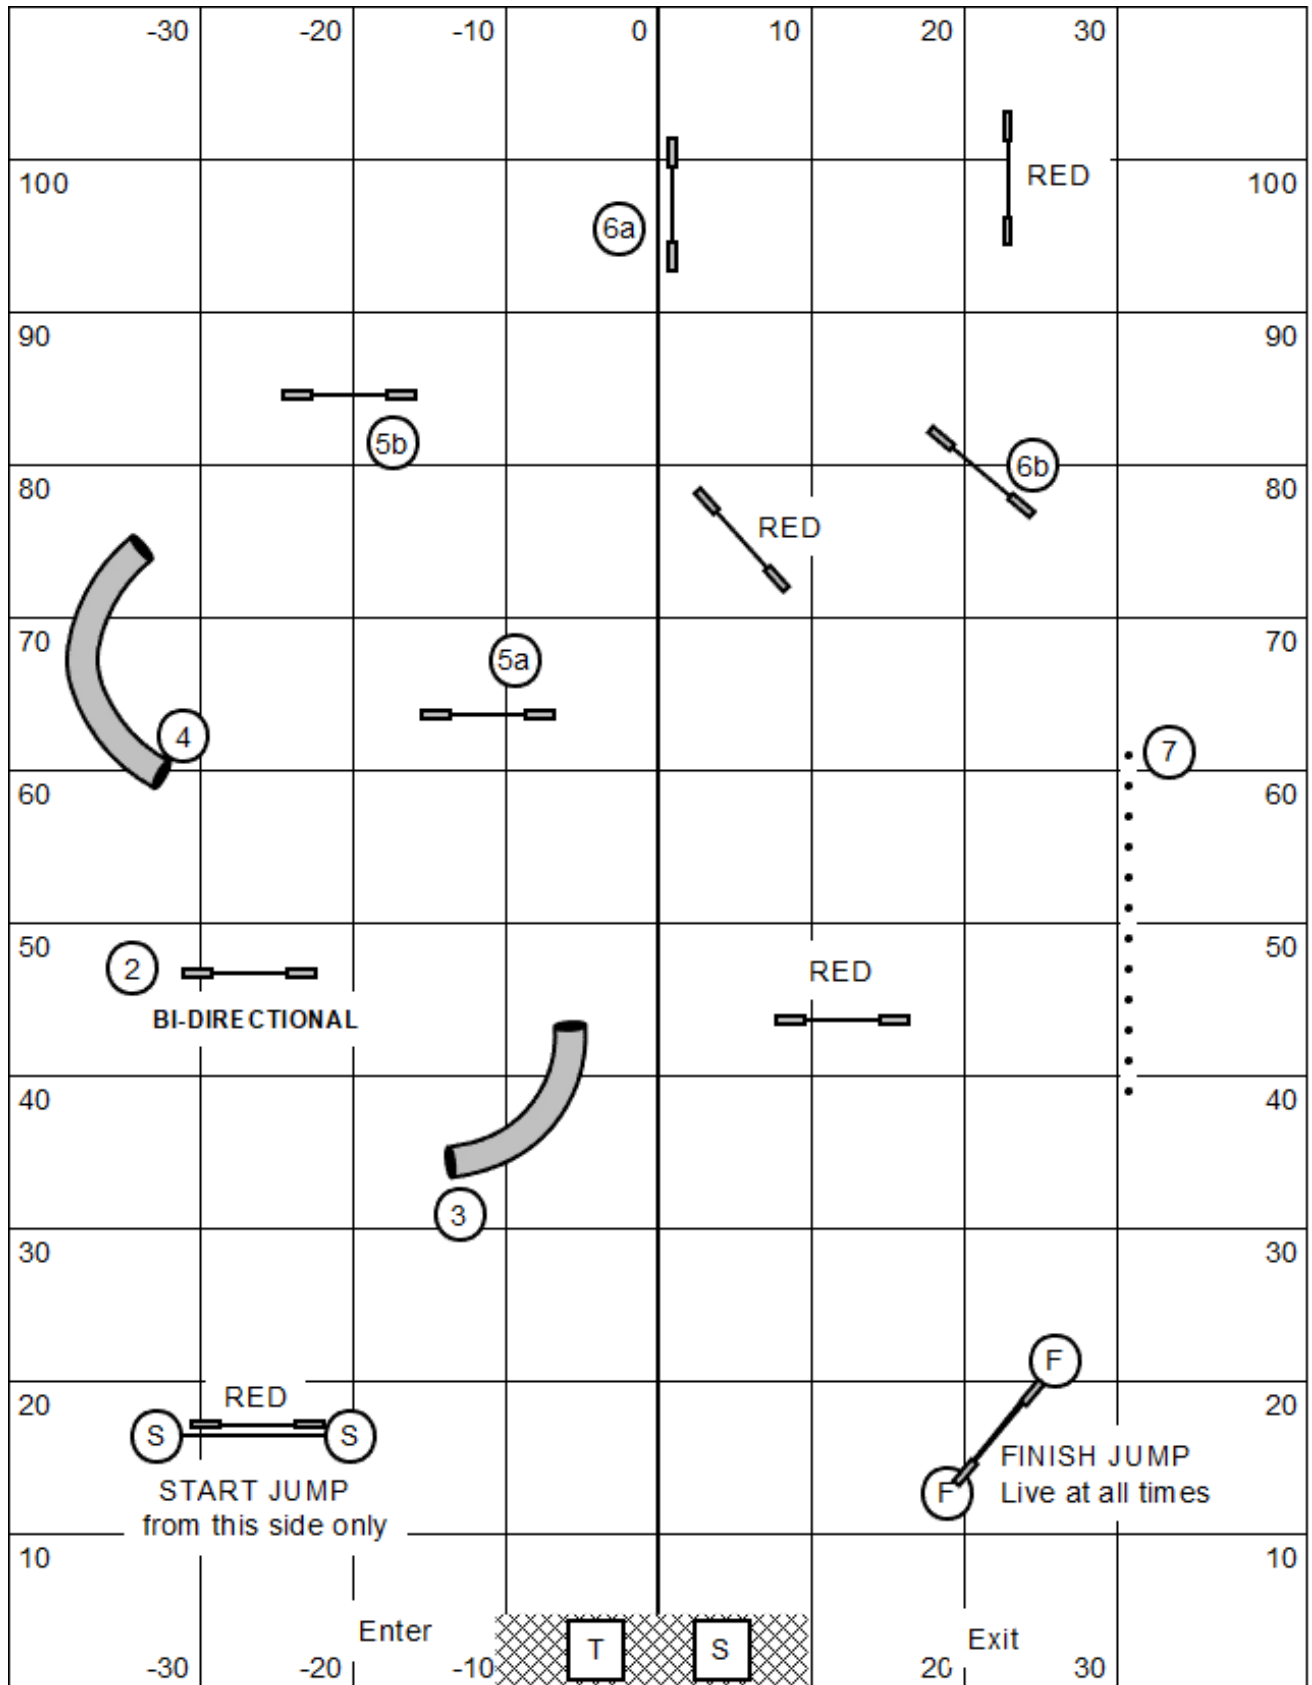 -30 -20 -10 0 10 20 30
RED
100 100
6a
90 90
5b
6b
80 80
RED
70 70
5a
4
7
60 60
50 50
2
RED
BI-DIRECTIONAL
40 40
3
30 30
F
RED
20 20
S S
FINISH JUMP
START JUMP
F
Live at all times
from this side only
10 10
Enter
T S
Exit
-30 -20 -10 20 30